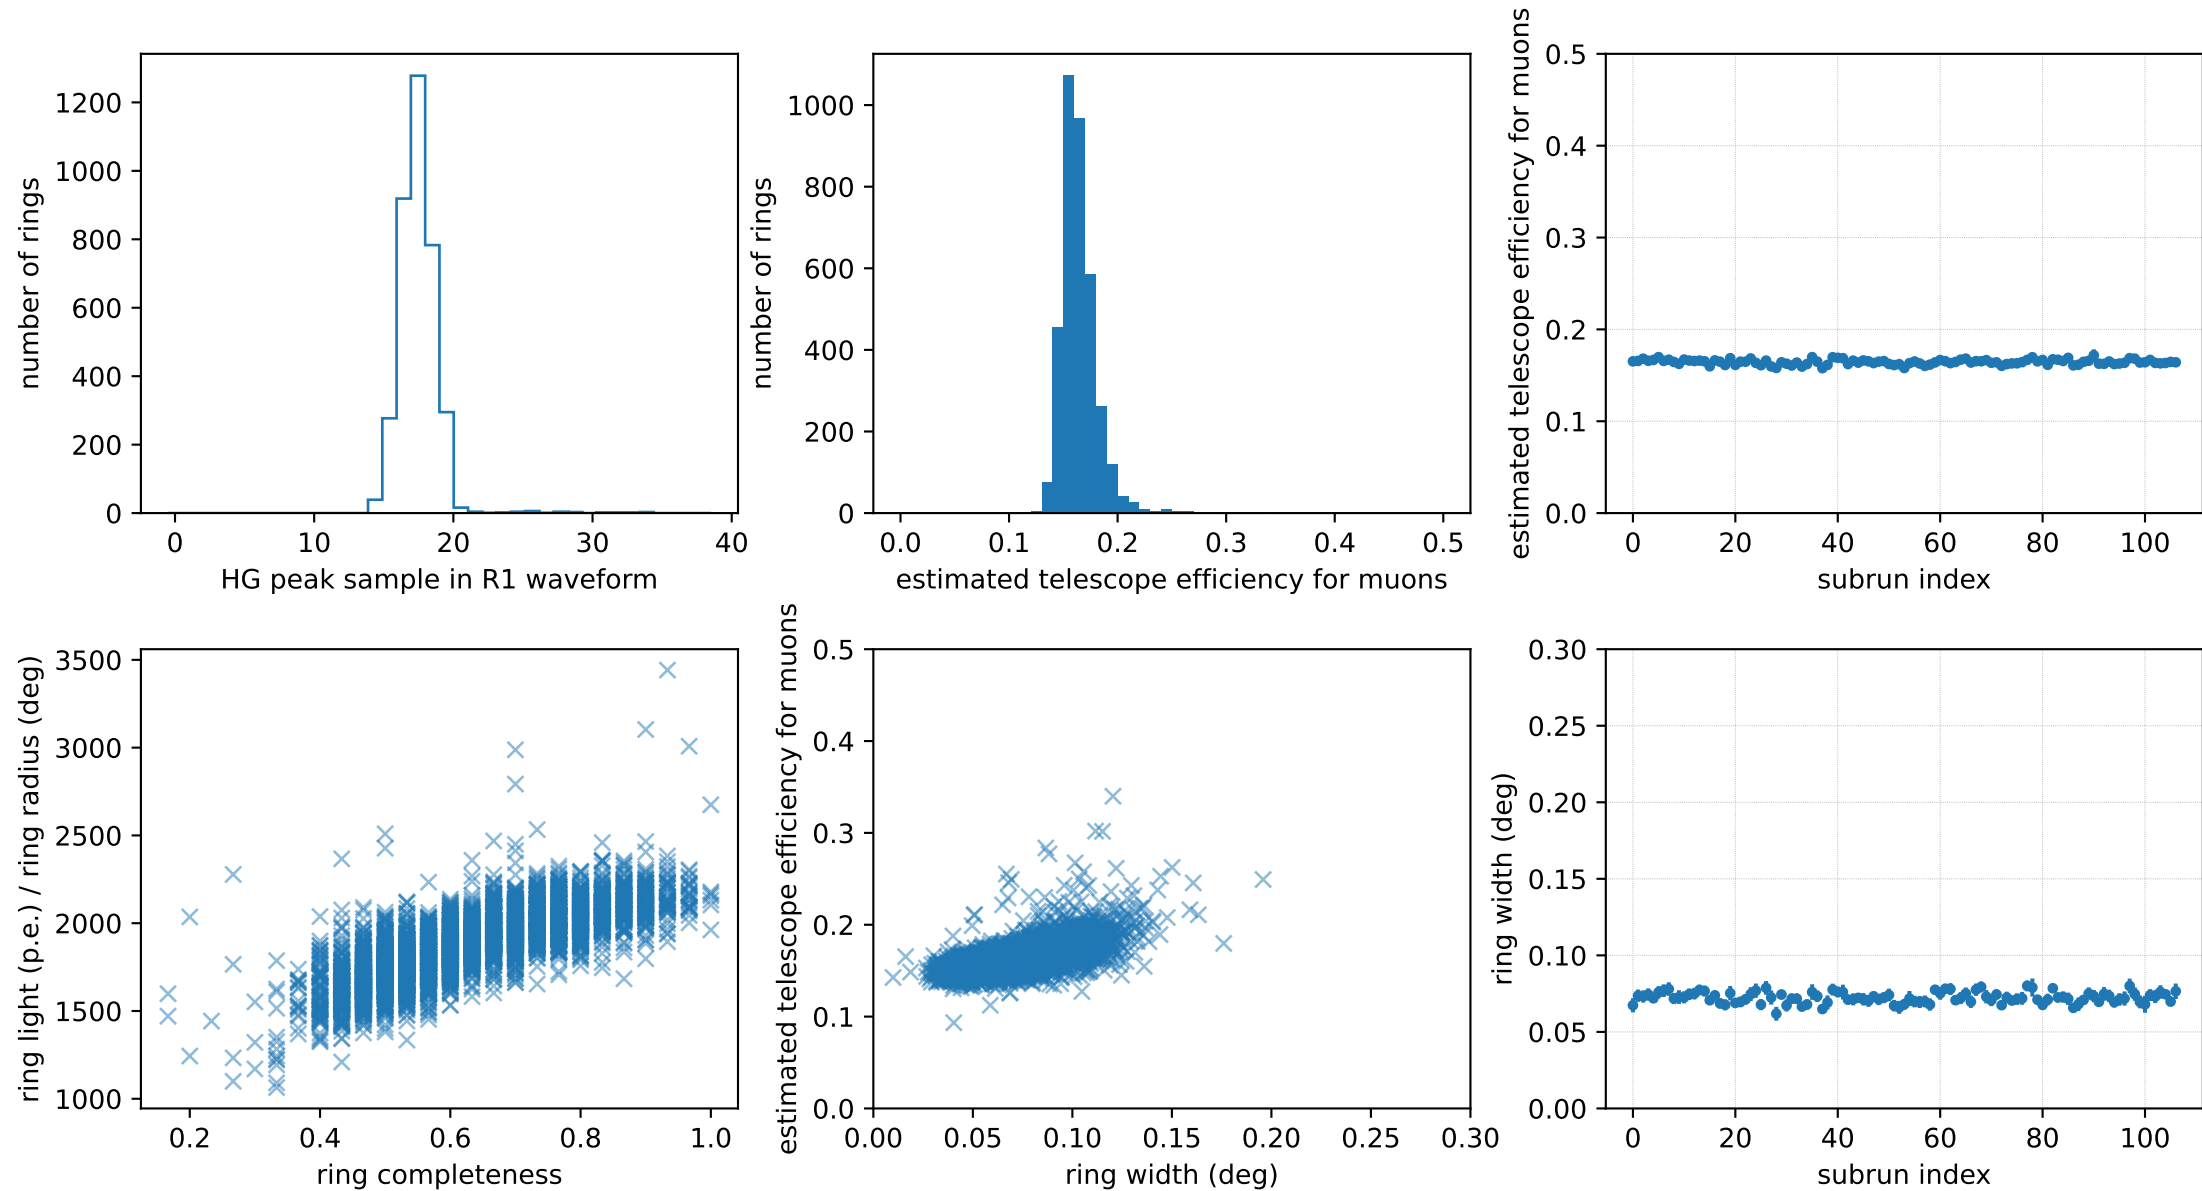 number of rings
1200
1000
800
600
400
200
0
0 10 20 30 40
HG peak sample in R1 waveform
number of rings
1000
800
600
400
200
0
0.0 0.1 0.2 0.3 0.4 0.5
estimated telescope efficiency for muons
estimated telescope efficiency for muons
0.5
0.4
0.3
0.2
0.1
0.0
0 20 40 60 80 100
subrun index
ring light (p.e.) / ring radius (deg)
3500
3000
2500
2000
1500
1000
0.2 0.4 0.6 0.8 1.0
ring completeness
estimated telescope efficiency for muons
0.5
0.4
0.3
0.2
0.1
0.0
0.00 0.05 0.10 0.15 0.20 0.25 0.30
ring width (deg)
ring width (deg)
0.30
0.25
0.20
0.15
0.10
0.05
0.00
0 20 40 60 80 100
subrun index